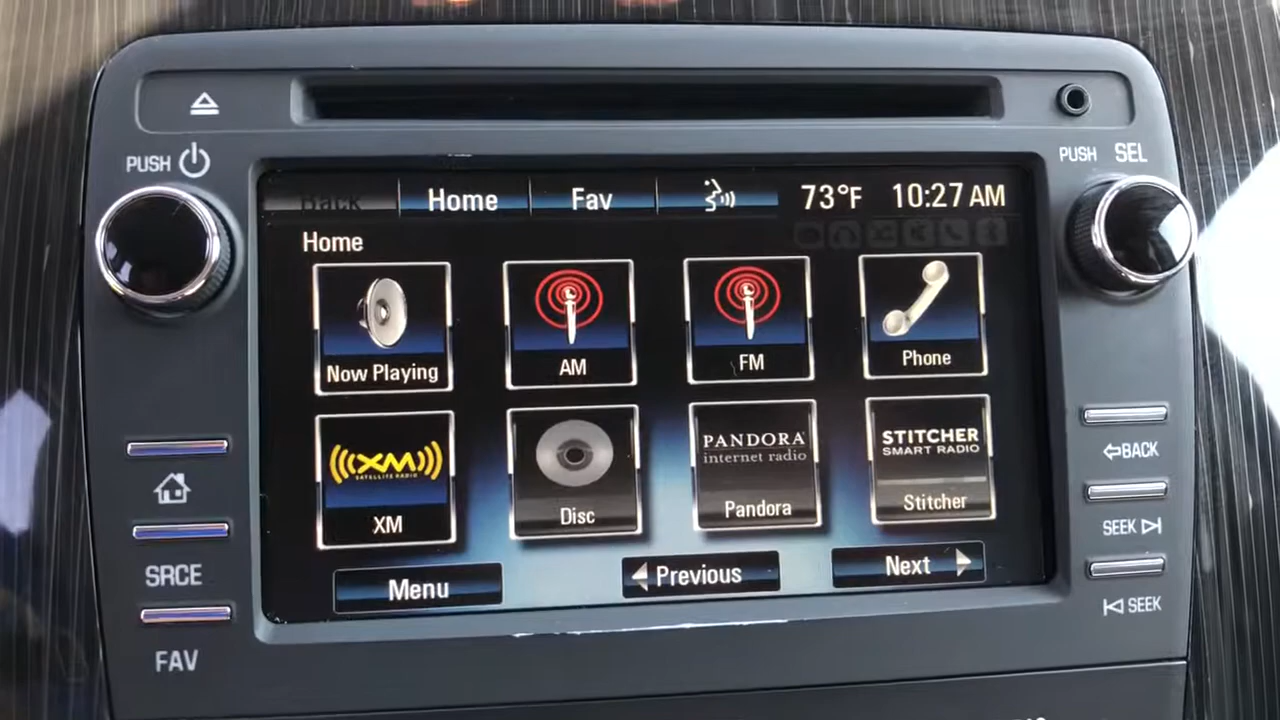 PUSH
PUSH SEL
Back Home Fav 73°F 10:27 AM
Home
Now Playing
AM
FM
Phone
XM
SATELLITE RADIO
XM
Disc
PANDORA
internet radio
Pandora
STITCHER
SMART RADIO
Stitcher
Menu
Previous
Next
SRCE
FAV
BACK
SEEK
SEEK